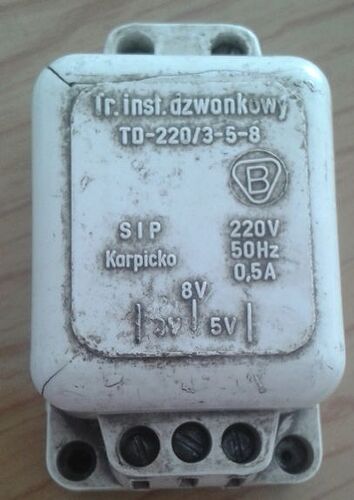 Tr. inst. dzwonkowy
TD-220/3-5-8
B
SIP
Karpicko
220V
50Hz
0,5A
8V
3V
5V